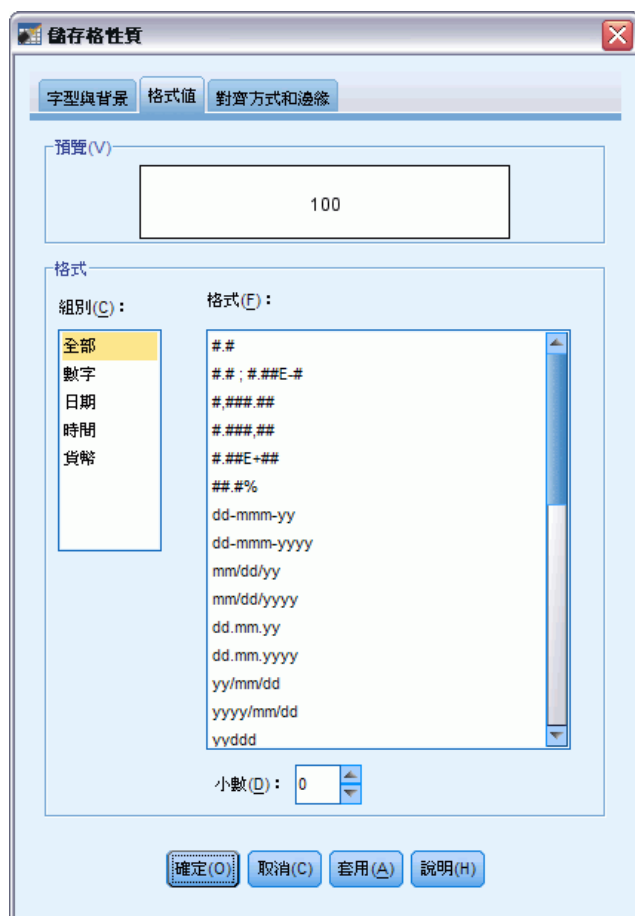 儲存格性質
字型與背景 格式值 對齊方式和邊緣
預覽(V)
100
格式
組別(C)：
全部
數字
日期
時間
貨幣
格式(F)：
#.#
#.# ; #.##E-#
#,###.##
#.###,##
#.##E+##
##.#%
dd-mmm-yy
dd-mmm-yyyy
mm/dd/yy
mm/dd/yyyy
dd.mm.yy
dd.mm.yyyy
yy/mm/dd
yyyy/mm/dd
yyddd
小數(D)： 0
確定(O) 取消(C) 套用(A) 說明(H)